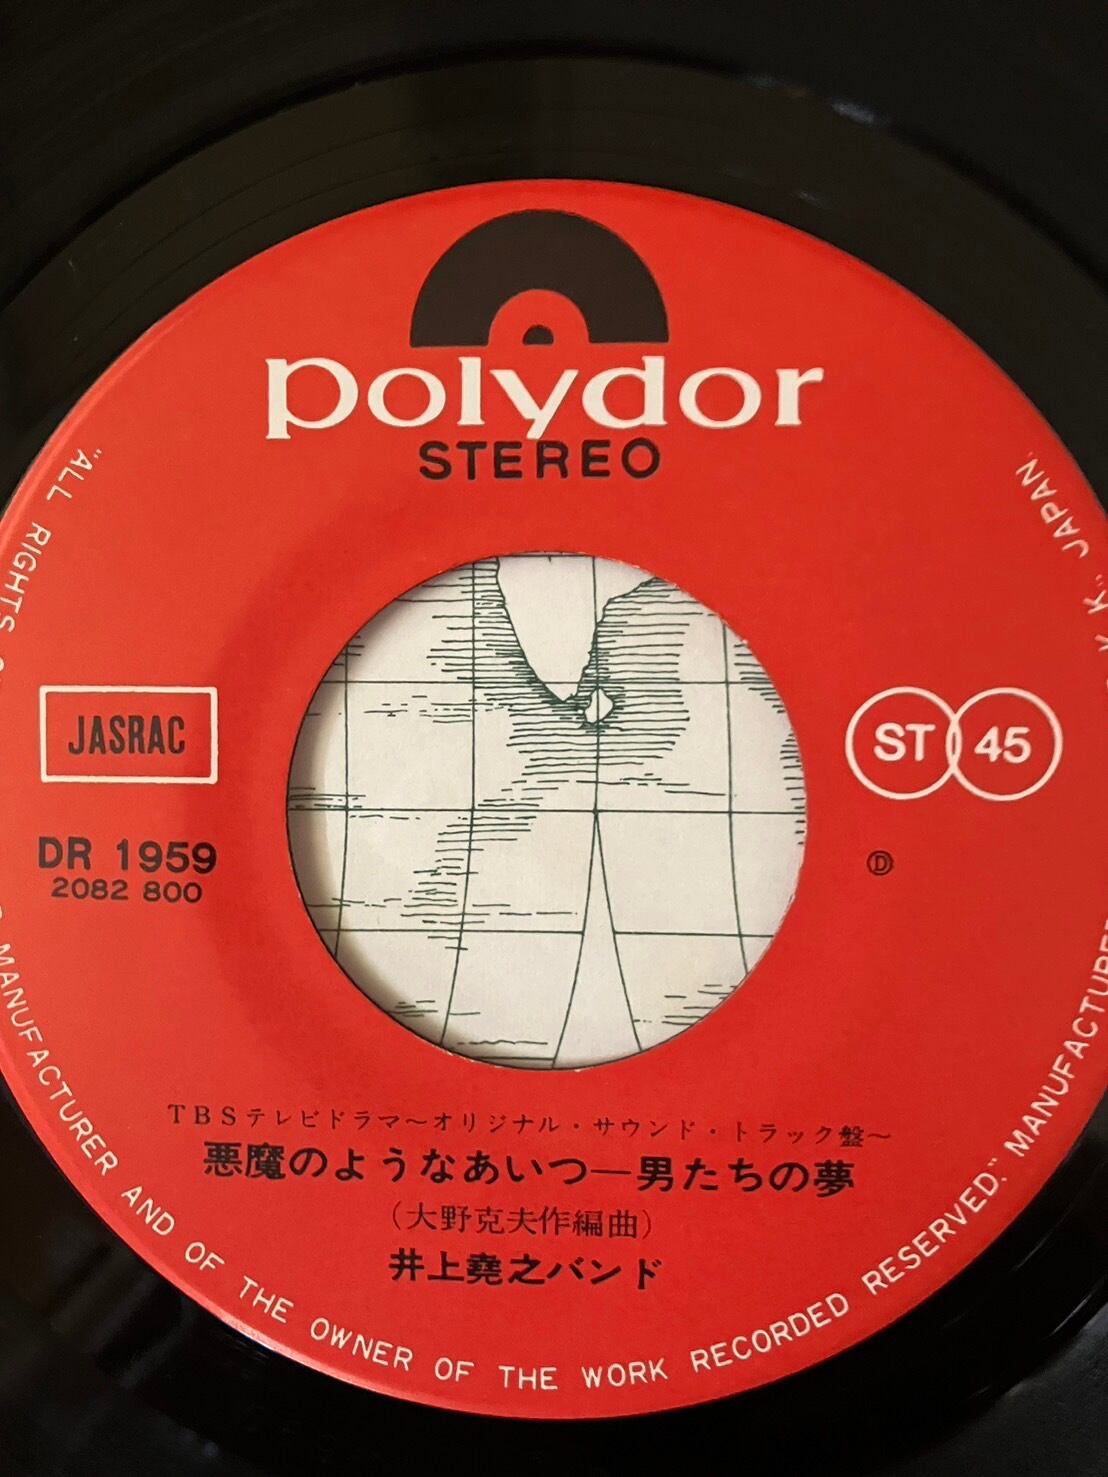 polydor
STEREO
JASRAC
ST 45
DR 1959
2082 800
Ⓓ
TBSテレビドラマ〜オリジナル・サウンド・トラック盤〜
悪魔のようなあいつ―男たちの夢
(大野克夫作編曲)
井上堯之バンド
"ALL RIGHTS
MANUFACTURER AND OF THE OWNER OF THE WORK RECORDED RESERVED."
K., JAPAN.